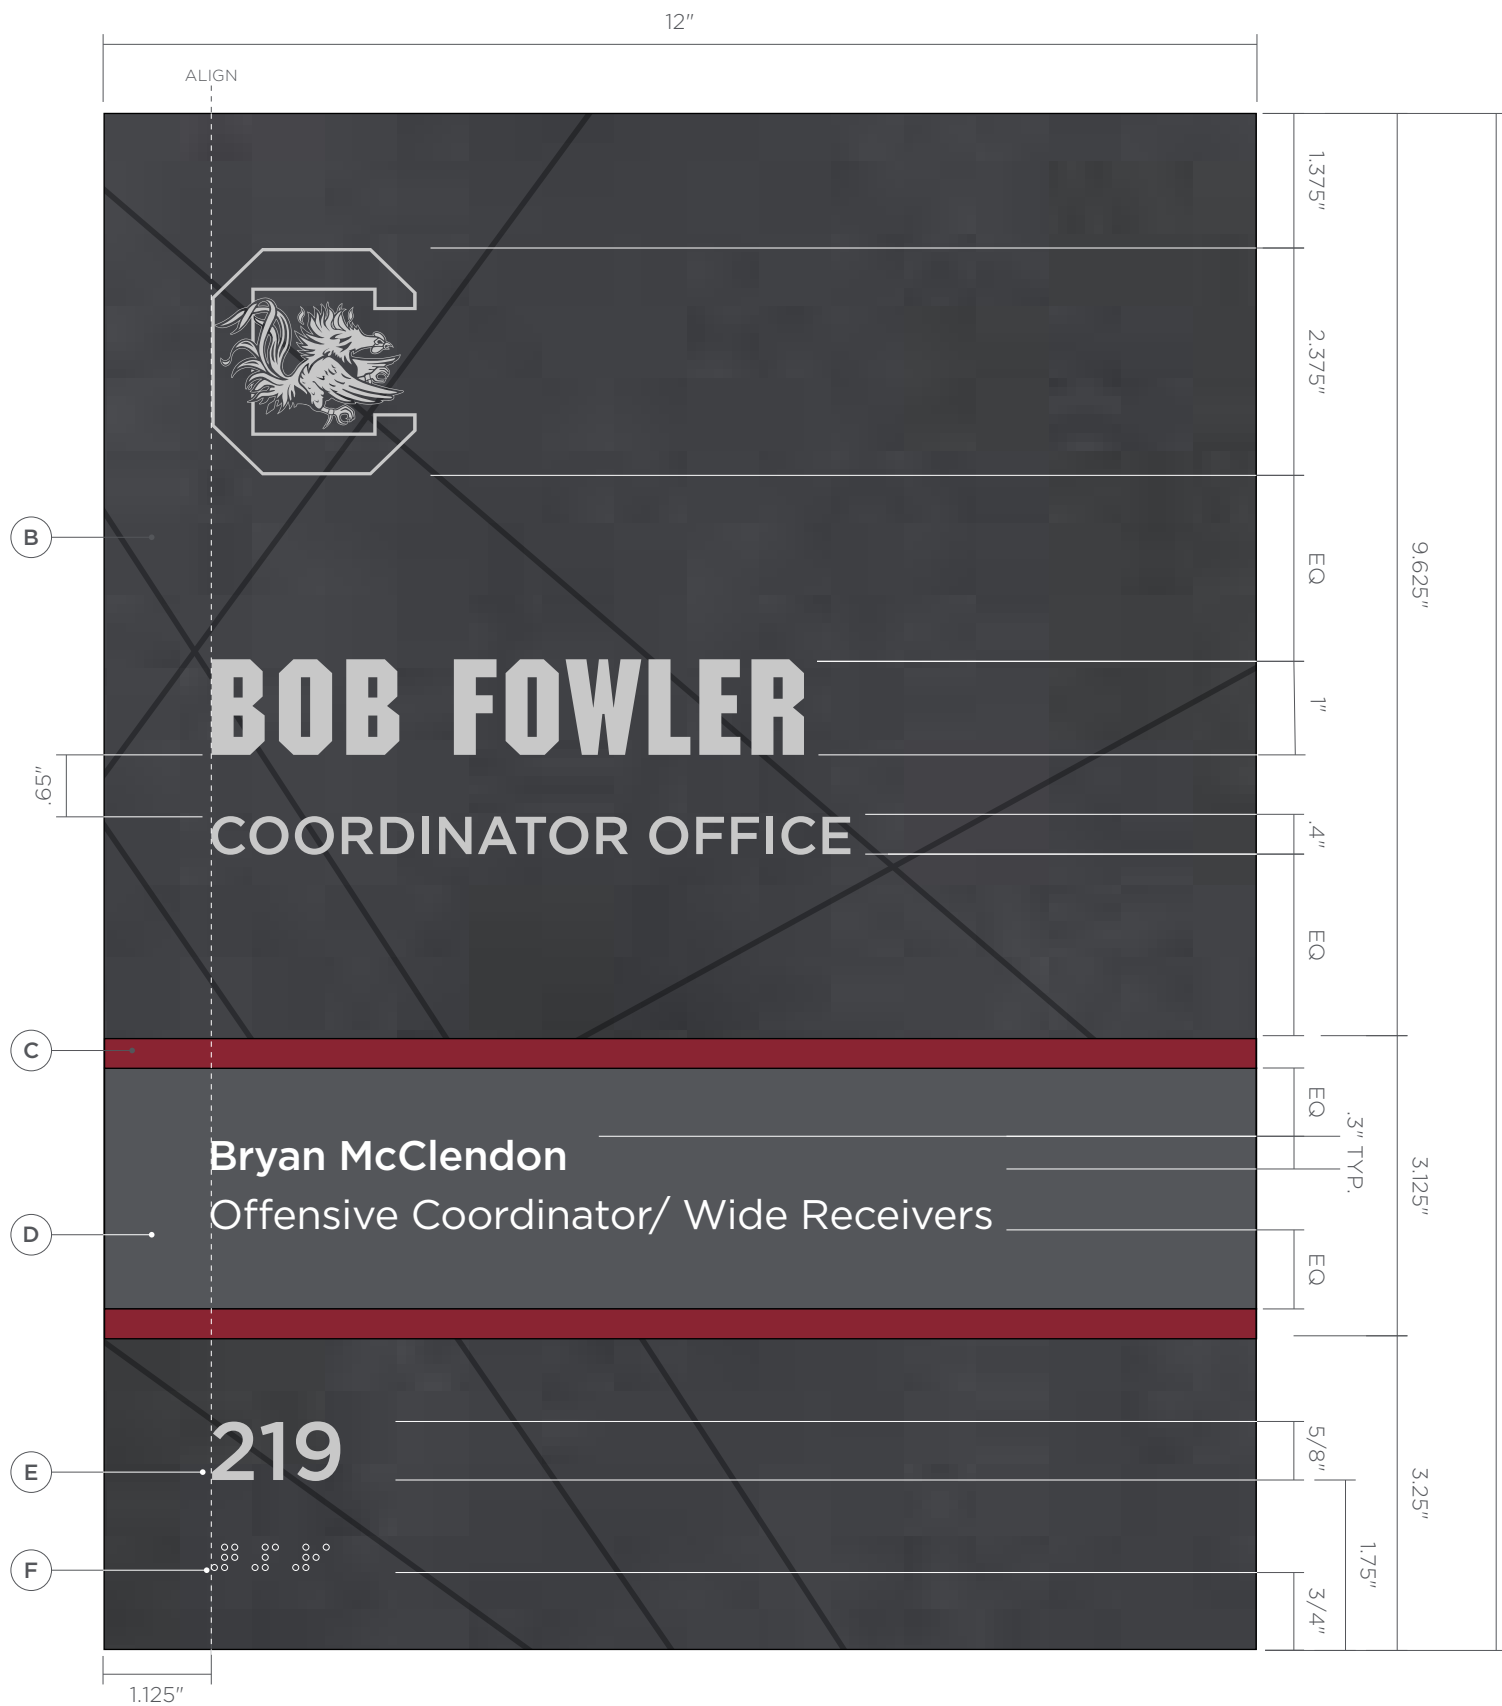 12"
ALIGN
1.375"
2.375"
B
EQ
9.625"
BOB FOWLER
1"
.65"
COORDINATOR OFFICE
.4"
EQ
C
EQ
Bryan McClendon
.3" TYP.
3.125"
Offensive Coordinator/ Wide Receivers
D
EQ
219
5/8"
E
3.25"
F
1.75"
3/4"
1.125"